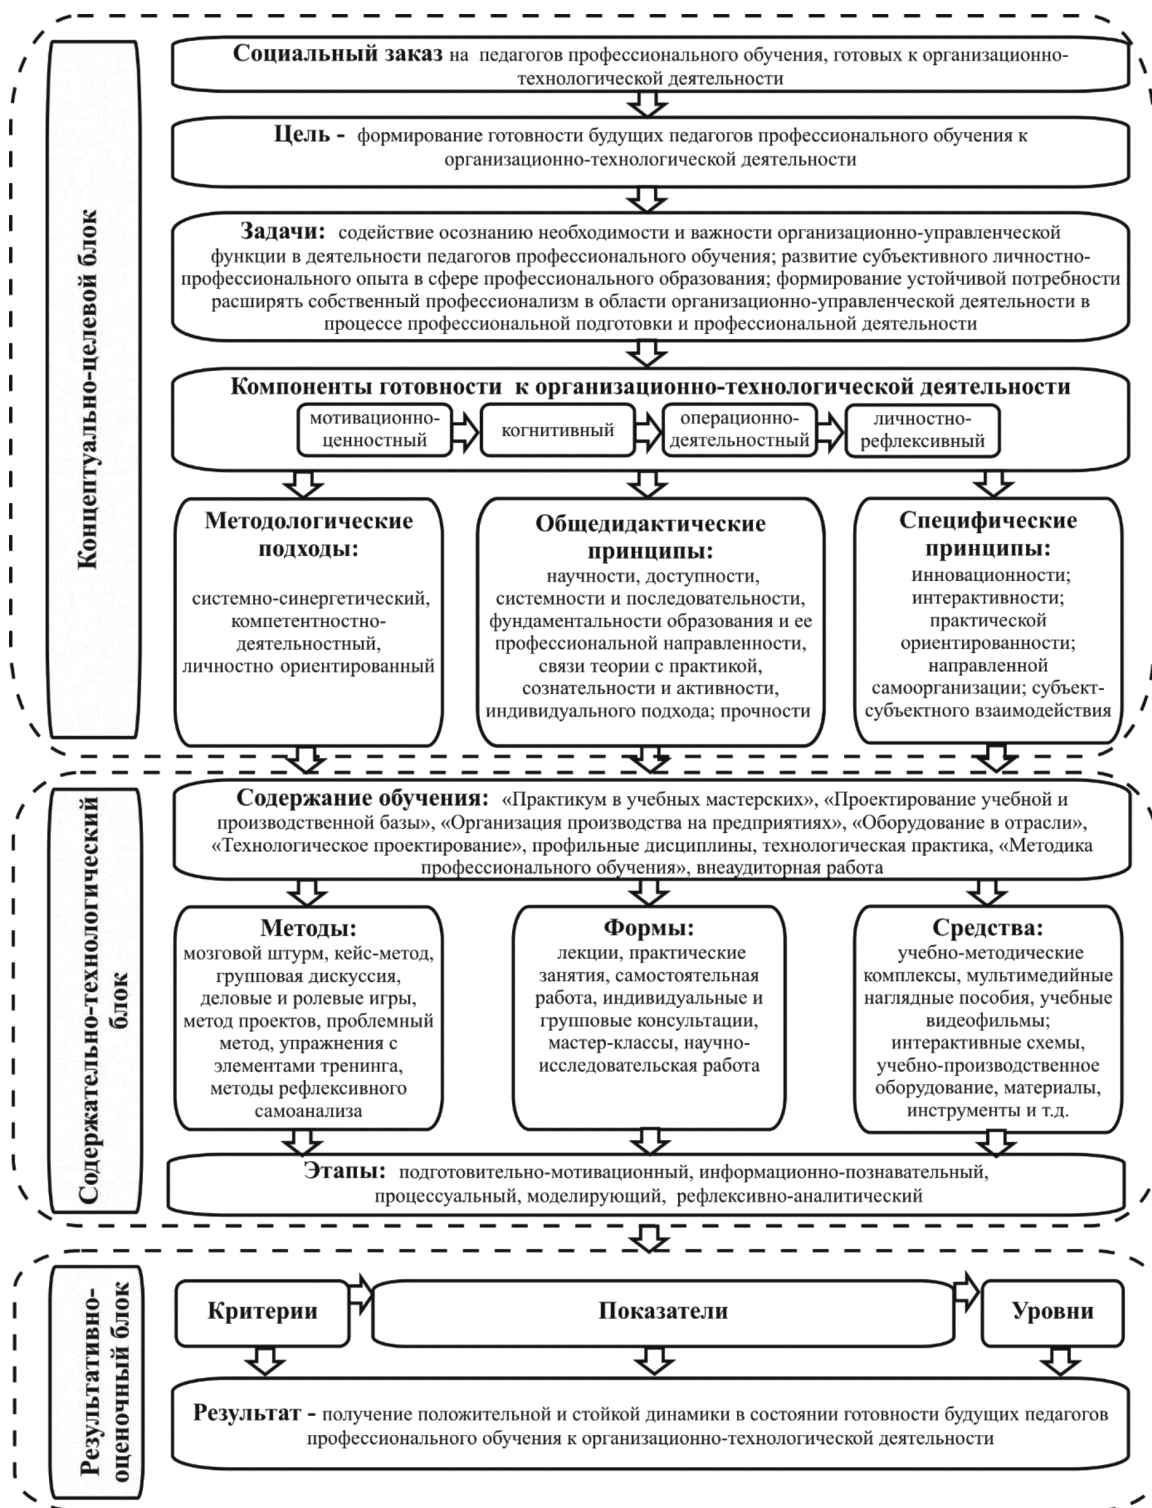 Концептуально-целевой блок
Социальный заказ на педагогов профессионального обучения, готовых к организационно-
технологической деятельности
Цель - формирование готовности будущих педагогов профессионального обучения к
организационно-технологической деятельности
Задачи: содействие осознанию необходимости и важности организационно-управленческой
функции в деятельности педагогов профессионального обучения; развитие субъективного личностно-
профессионального опыта в сфере профессионального образования; формирование устойчивой потребности
расширять собственный профессионализм в области организационно-управленческой деятельности в
процессе профессиональной подготовки и профессиональной деятельности
Компоненты готовности к организационно-технологической деятельности
мотивационно-
ценностный
когнитивный
операционно-
деятельностный
личностно-
рефлексивный
Методологические
подходы:
системно-синергетический,
компетентностно-
деятельностный,
личностно ориентированный
Общедидактические
принципы:
научности, доступности,
системности и последовательности,
фундаментальности образования и ее
профессиональной направленности,
связи теории с практикой,
сознательности и активности,
индивидуального подхода; прочности
Специфические
принципы:
инновационности;
интерактивности;
практической
ориентированности;
направленной
самоорганизации; субъект-
субъектного взаимодействия
Содержательно-технологический
блок
Содержание обучения: «Практикум в учебных мастерских», «Проектирование учебной и
производственной базы», «Организация производства на предприятиях», «Оборудование в отрасли»,
«Технологическое проектирование», профильные дисциплины, технологическая практика, «Методика
профессионального обучения», внеаудиторная работа
Методы:
мозговой штурм, кейс-метод,
групповая дискуссия,
деловые и ролевые игры,
метод проектов, проблемный
метод, упражнения с
элементами тренинга,
методы рефлексивного
самоанализа
Формы:
лекции, практические
занятия, самостоятельная
работа, индивидуальные и
групповые консультации,
мастер-классы, научно-
исследовательская работа
Средства:
учебно-методические
комплексы, мультимедийные
наглядные пособия, учебные
видеофильмы;
интерактивные схемы,
учебно-производственное
оборудование, материалы,
инструменты и т.д.
Этапы: подготовительно-мотивационный, информационно-познавательный,
процессуальный, моделирующий, рефлексивно-аналитический
Результативно-
оценочный блок
Критерии
Показатели
Уровни
Результат - получение положительной и стойкой динамики в состоянии готовности будущих педагогов
профессионального обучения к организационно-технологической деятельности